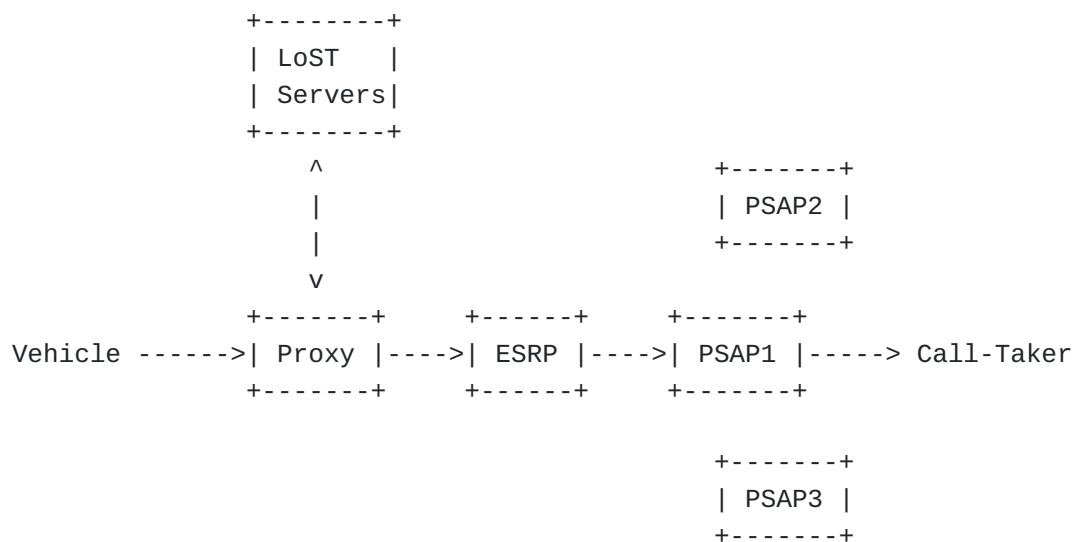 +--------+
| LoST   |
| Servers|
+--------+
^                          +-------+
|                          | PSAP2 |
|                          +-------+
v
+-------+     +------+     +-------+
Vehicle ------>| Proxy |---->| ESRP |---->| PSAP1 |-----> Call-Taker
+-------+     +------+     +-------+
+-------+
| PSAP3 |
+-------+